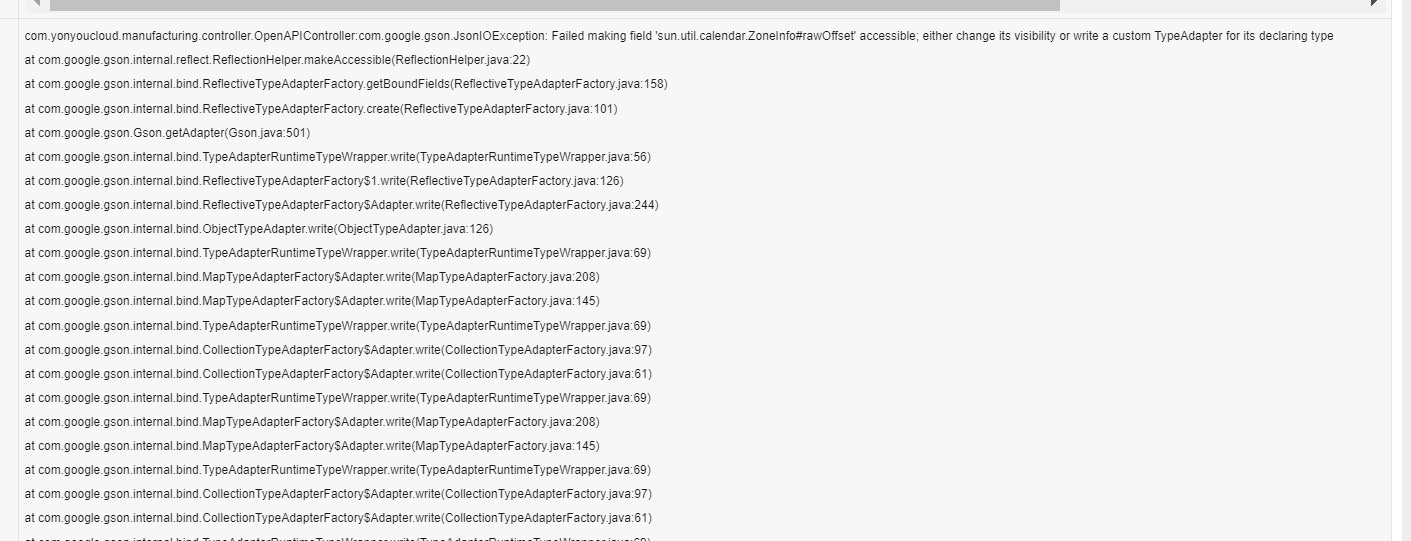 com.yonyoucloud.manufacturing.controller.OpenAPIController:com.google.gson.JsonIOException: Failed making field 'sun.util.calendar.ZoneInfo#rawOffset' accessible; either change its visibility or write a custom TypeAdapter for its declaring type
at com.google.gson.internal.reflect.ReflectionHelper.makeAccessible(ReflectionHelper.java:22)
at com.google.gson.internal.bind.ReflectiveTypeAdapterFactory.getBoundFields(ReflectiveTypeAdapterFactory.java:158)
at com.google.gson.internal.bind.ReflectiveTypeAdapterFactory.create(ReflectiveTypeAdapterFactory.java:101)
at com.google.gson.Gson.getAdapter(Gson.java:501)
at com.google.gson.internal.bind.TypeAdapterRuntimeTypeWrapper.write(TypeAdapterRuntimeTypeWrapper.java:56)
at com.google.gson.internal.bind.ReflectiveTypeAdapterFactory$1.write(ReflectiveTypeAdapterFactory.java:126)
at com.google.gson.internal.bind.ReflectiveTypeAdapterFactory$Adapter.write(ReflectiveTypeAdapterFactory.java:244)
at com.google.gson.internal.bind.ObjectTypeAdapter.write(ObjectTypeAdapter.java:126)
at com.google.gson.internal.bind.TypeAdapterRuntimeTypeWrapper.write(TypeAdapterRuntimeTypeWrapper.java:69)
at com.google.gson.internal.bind.MapTypeAdapterFactory$Adapter.write(MapTypeAdapterFactory.java:208)
at com.google.gson.internal.bind.MapTypeAdapterFactory$Adapter.write(MapTypeAdapterFactory.java:145)
at com.google.gson.internal.bind.TypeAdapterRuntimeTypeWrapper.write(TypeAdapterRuntimeTypeWrapper.java:69)
at com.google.gson.internal.bind.CollectionTypeAdapterFactory$Adapter.write(CollectionTypeAdapterFactory.java:97)
at com.google.gson.internal.bind.CollectionTypeAdapterFactory$Adapter.write(CollectionTypeAdapterFactory.java:61)
at com.google.gson.internal.bind.TypeAdapterRuntimeTypeWrapper.write(TypeAdapterRuntimeTypeWrapper.java:69)
at com.google.gson.internal.bind.MapTypeAdapterFactory$Adapter.write(MapTypeAdapterFactory.java:208)
at com.google.gson.internal.bind.MapTypeAdapterFactory$Adapter.write(MapTypeAdapterFactory.java:145)
at com.google.gson.internal.bind.TypeAdapterRuntimeTypeWrapper.write(TypeAdapterRuntimeTypeWrapper.java:69)
at com.google.gson.internal.bind.CollectionTypeAdapterFactory$Adapter.write(CollectionTypeAdapterFactory.java:97)
at com.google.gson.internal.bind.CollectionTypeAdapterFactory$Adapter.write(CollectionTypeAdapterFactory.java:61)